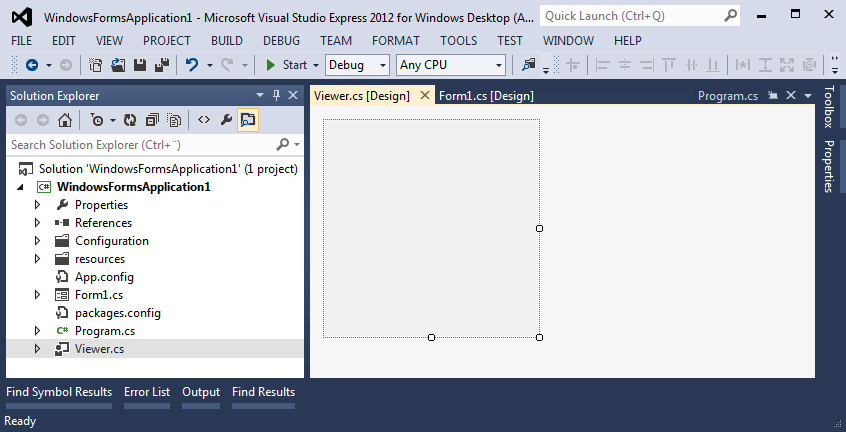 WindowsFormsApplication1 - Microsoft Visual Studio Express 2012 for Windows Desktop (A... Quick Launch (Ctrl+Q)
FILE EDIT VIEW PROJECT BUILD DEBUG TEAM FORMAT TOOLS TEST WINDOW HELP
Start Debug Any CPU
Solution Explorer
Search Solution Explorer (Ctrl+¨)
Solution 'WindowsFormsApplication1' (1 project)
C# WindowsFormsApplication1
Properties
References
Configuration
resources
App.config
Form1.cs
packages.config
C# Program.cs
Viewer.cs
Viewer.cs [Design] Form1.cs [Design] Program.cs
Toolbox
Properties
Find Symbol Results Error List Output Find Results
Ready